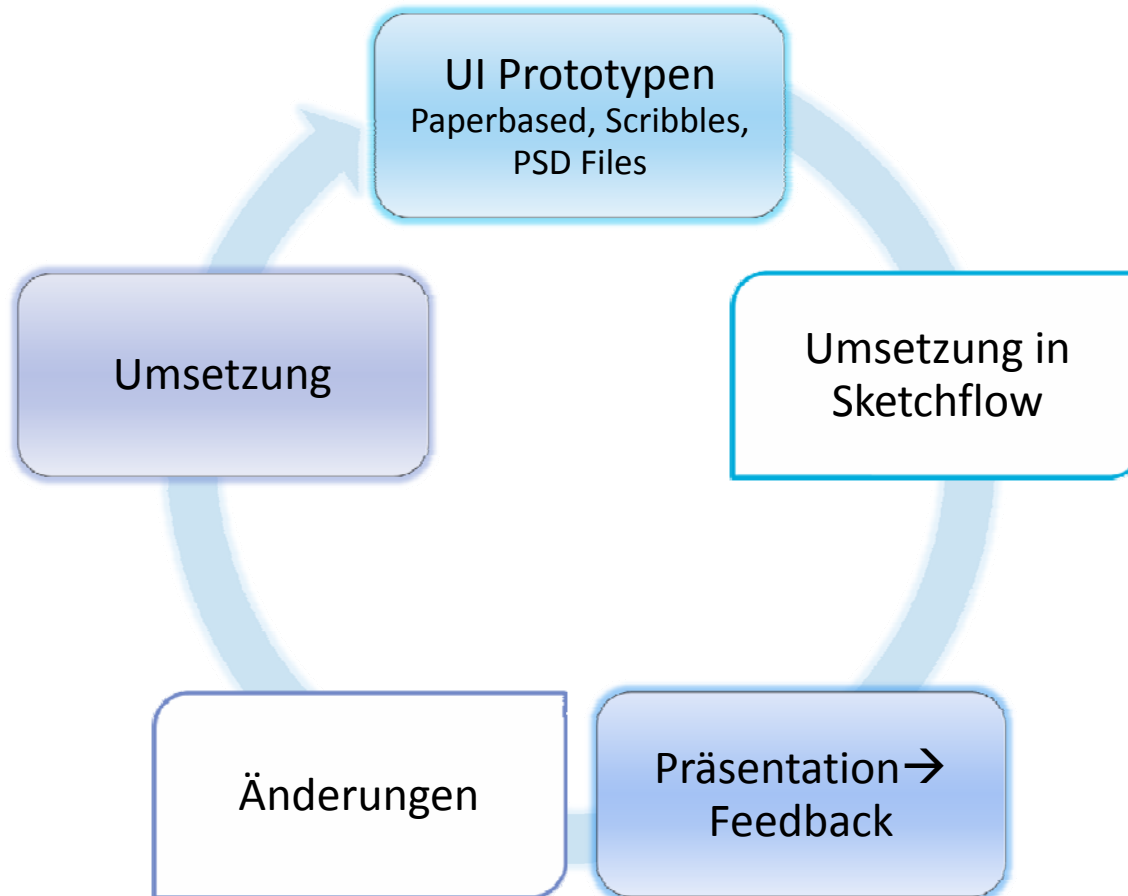 UI Prototypen
Paperbased, Scribbles,
PSD Files
Umsetzung in
Sketchflow
Präsentation→
Feedback
Änderungen
Umsetzung